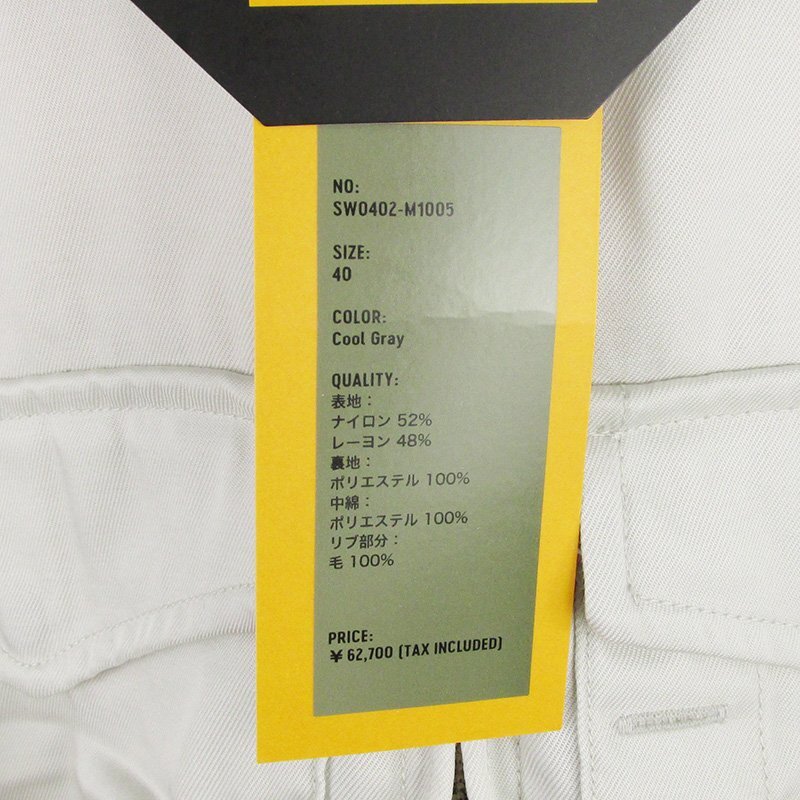 NO:
SW0402-M1005
SIZE:
40
COLOR:
Cool Gray
QUALITY:
表地：
ナイロン 52%
レーヨン 48%
裏地：
ポリエステル 100%
中綿：
ポリエステル 100%
リブ部分：
毛 100%
PRICE:
¥ 62,700 (TAX INCLUDED)